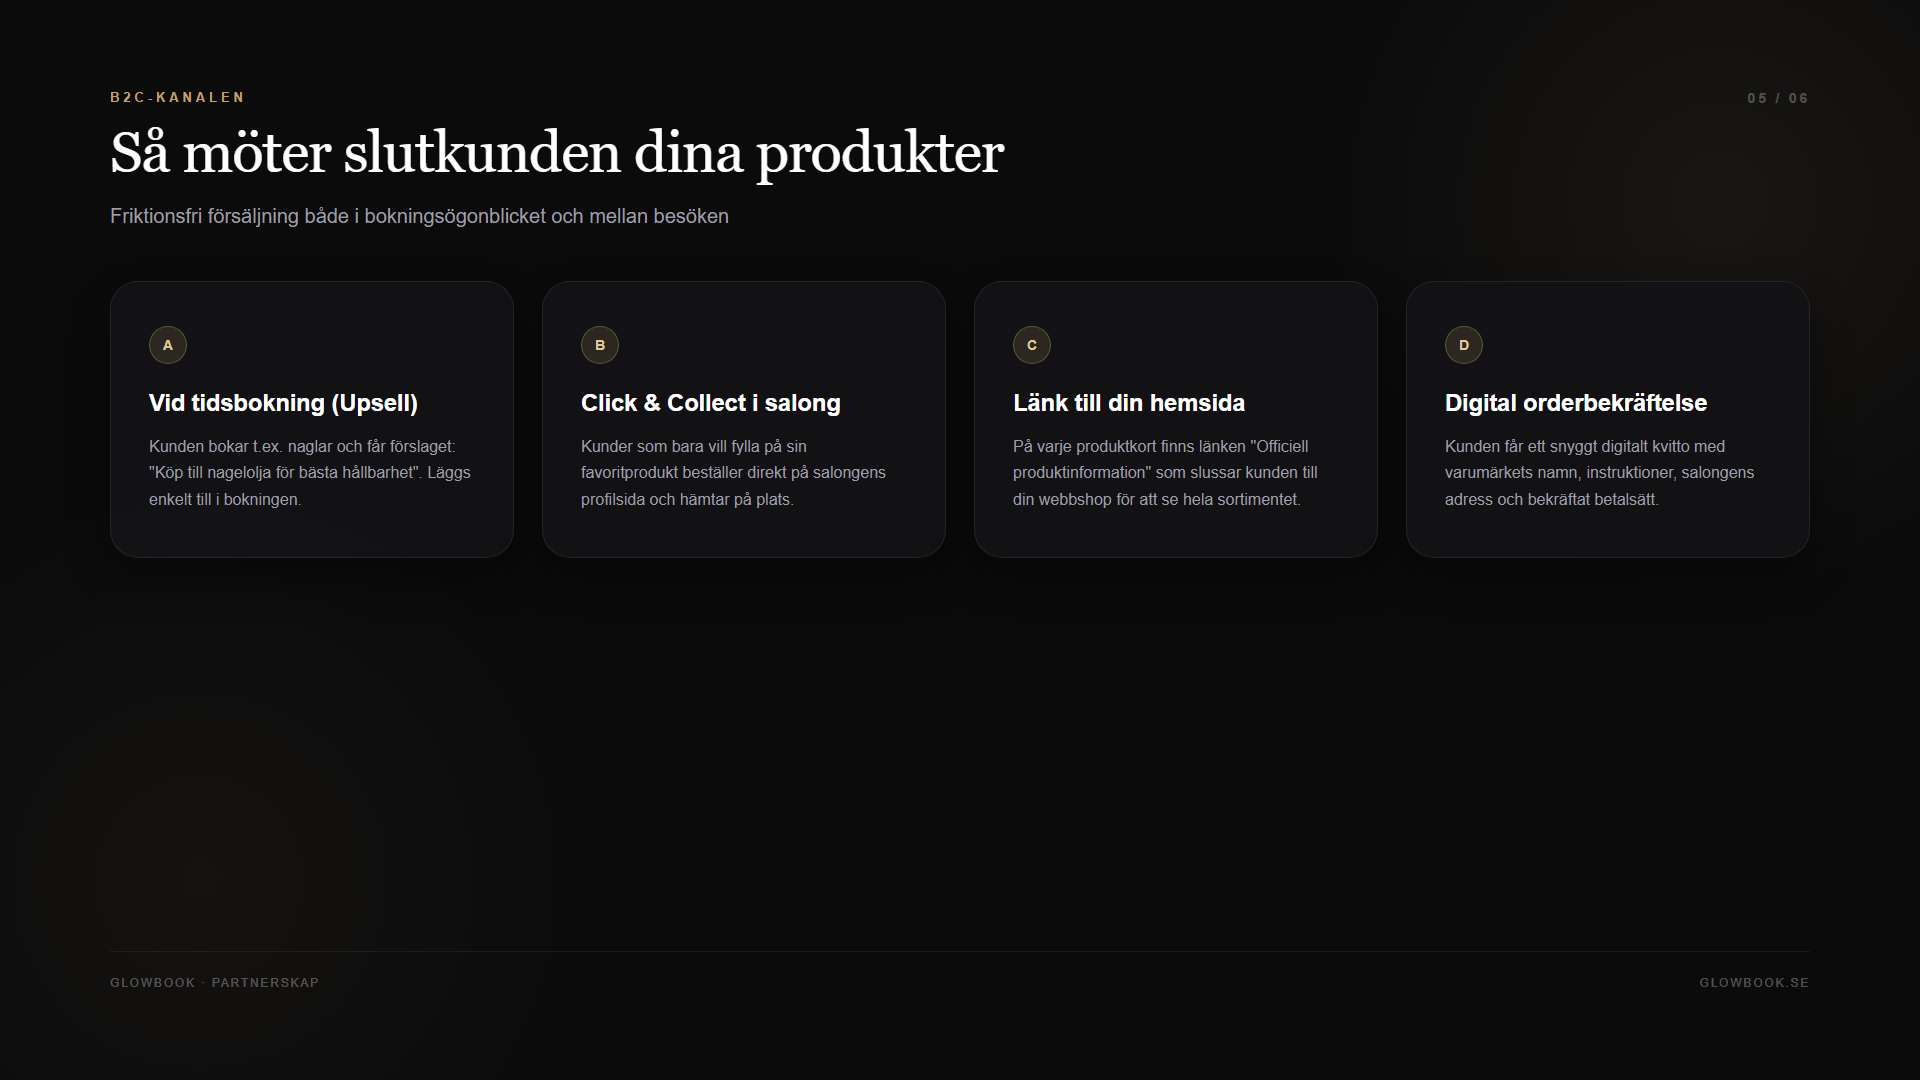 B2C-KANALEN
05 / 06
Så möter slutkunden dina produkter
Friktionsfri försäljning både i bokningsögonblicket och mellan besöken
A
Vid tidsbokning (Upsell)
Kunden bokar t.ex. naglar och får förslaget:
"Köp till nagelolja för bästa hållbarhet". Läggs
enkelt till i bokningen.
B
Click & Collect i salong
Kunder som bara vill fylla på sin
favoritprodukt beställer direkt på salongens
profilsida och hämtar på plats.
C
Länk till din hemsida
På varje produktkort finns länken "Officiell
produktinformation" som slussar kunden till
din webbshop för att se hela sortimentet.
D
Digital orderbekräftelse
Kunden får ett snyggt digitalt kvitto med
varumärkets namn, instruktioner, salongens
adress och bekräftat betalsätt.
GLOWBOOK · PARTNERSKAP
GLOWBOOK.SE